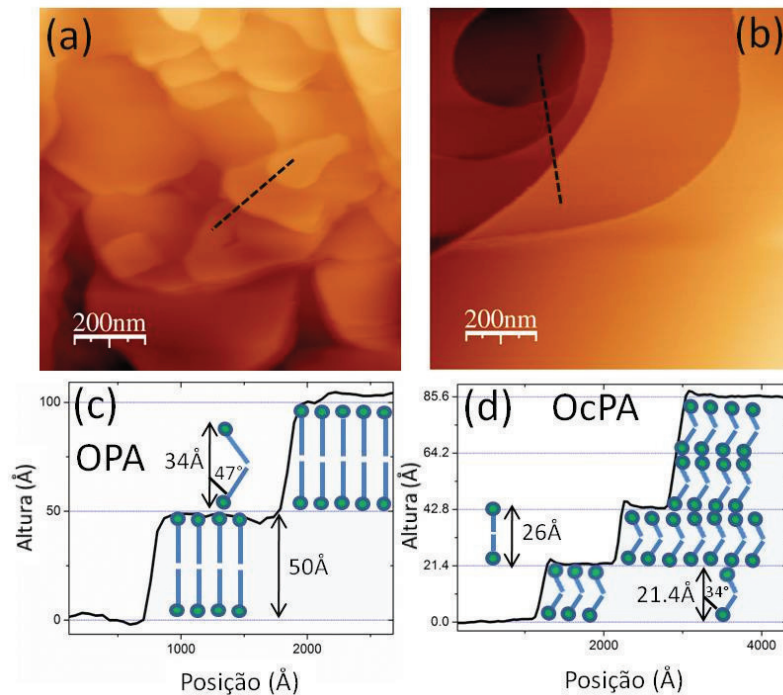 (a)
200nm
(b)
200nm
(c)
OPA
Altura (Å)
100
50
0
34Å
47°
50Å
1000
2000
Posição (Å)
(d)
OcPA
Altura (Å)
85.6
64.2
42.8
21.4
0.0
26Å
21.4Å
34°
0
2000
4000
Posição (Å)